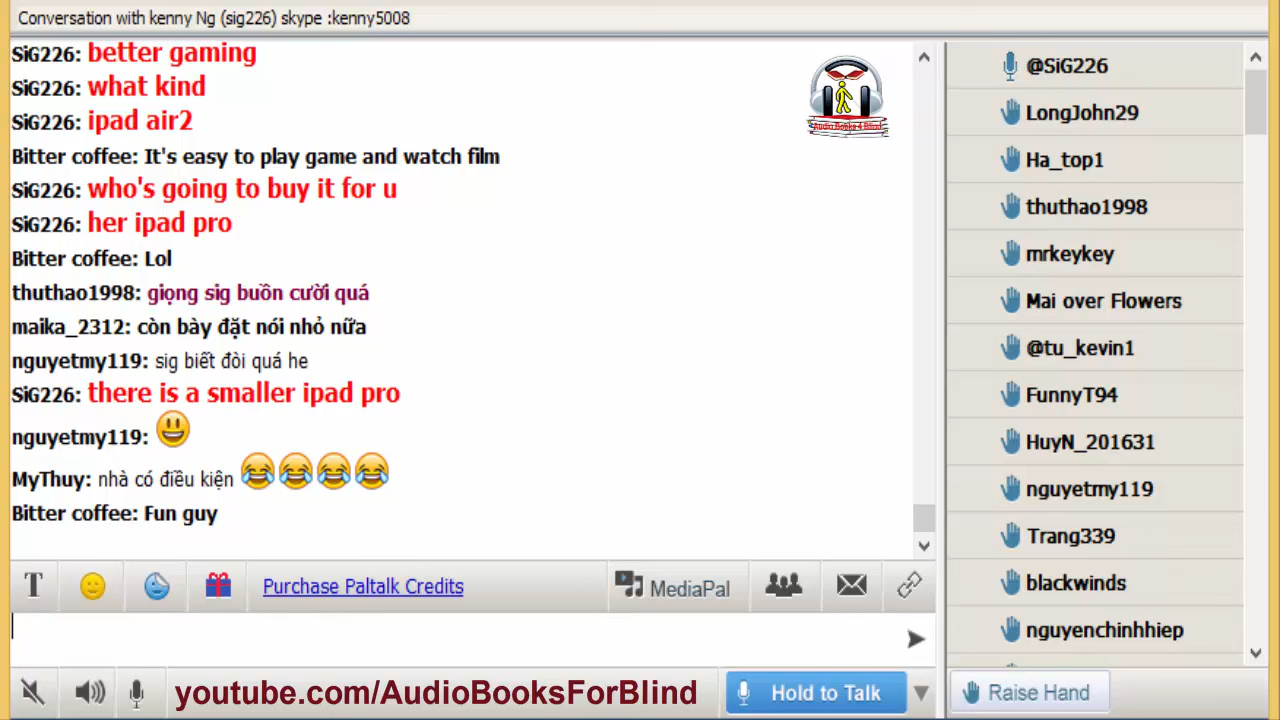 Conversation with kenny Ng (sig226) skype :kenny5008
SiG226: better gaming
SiG226: what kind
SiG226: ipad air2
Bitter coffee: It's easy to play game and watch film
SiG226: who's going to buy it for u
SiG226: her ipad pro
Bitter coffee: Lol
thuthao1998: giọng sig buồn cười quá
maika_2312: còn bày đặt nói nhỏ nữa
nguyetmy119: sig biết đòi quá he
SiG226: there is a smaller ipad pro
nguyetmy119: 😃
MyThuy: nhà có điều kiện 😂😂😂😂
Bitter coffee: Fun guy
Audio Books 4 Blind
T
Purchase Paltalk Credits
MediaPal
youtube.com/AudioBooksForBlind
Hold to Talk
@SiG226
LongJohn29
Ha_top1
thuthao1998
mrkeykey
Mai over Flowers
@tu_kevin1
FunnyT94
HuyN_201631
nguyetmy119
Trang339
blackwinds
nguyenchinhhiep
Raise Hand